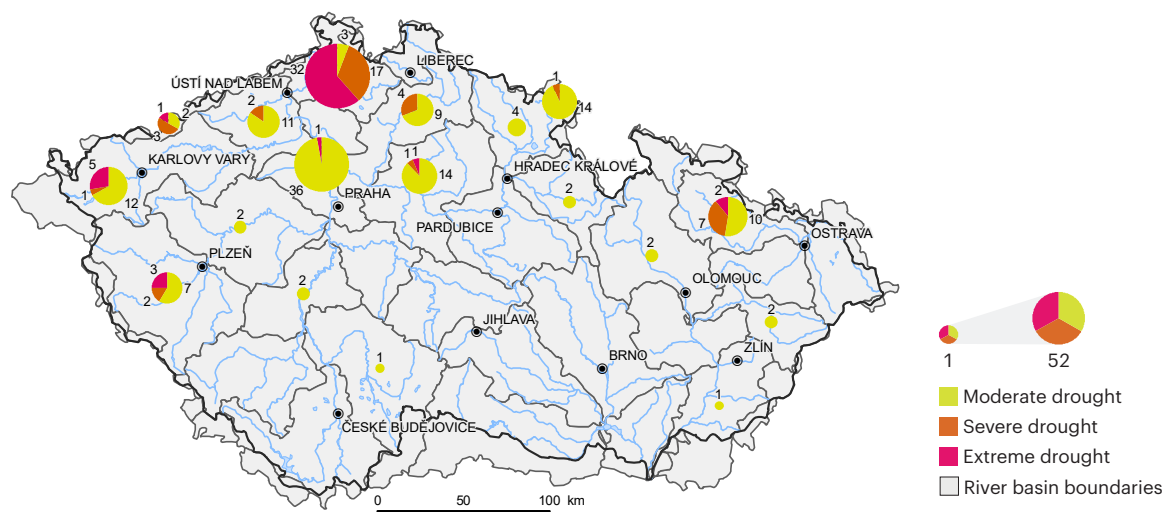 3
32
17
LIBEREC
ÚSTÍ NAD LABEM
1
14
4
9
4
2
11
1
2
3
1
36
11
14
KARLOVY VARY
5
1
12
HRADEC KRÁLOVÉ
2
PRAHA
PARDUBICE
2
7
10
OSTRAVA
2
PLZEŇ
2
OLOMOUC
3
2
7
2
2
JIHLAVA
ZLÍN
BRNO
1
1
ČESKÉ BUDĚJOVICE
0 50 100 km
1 52
Moderate drought
Severe drought
Extreme drought
River basin boundaries